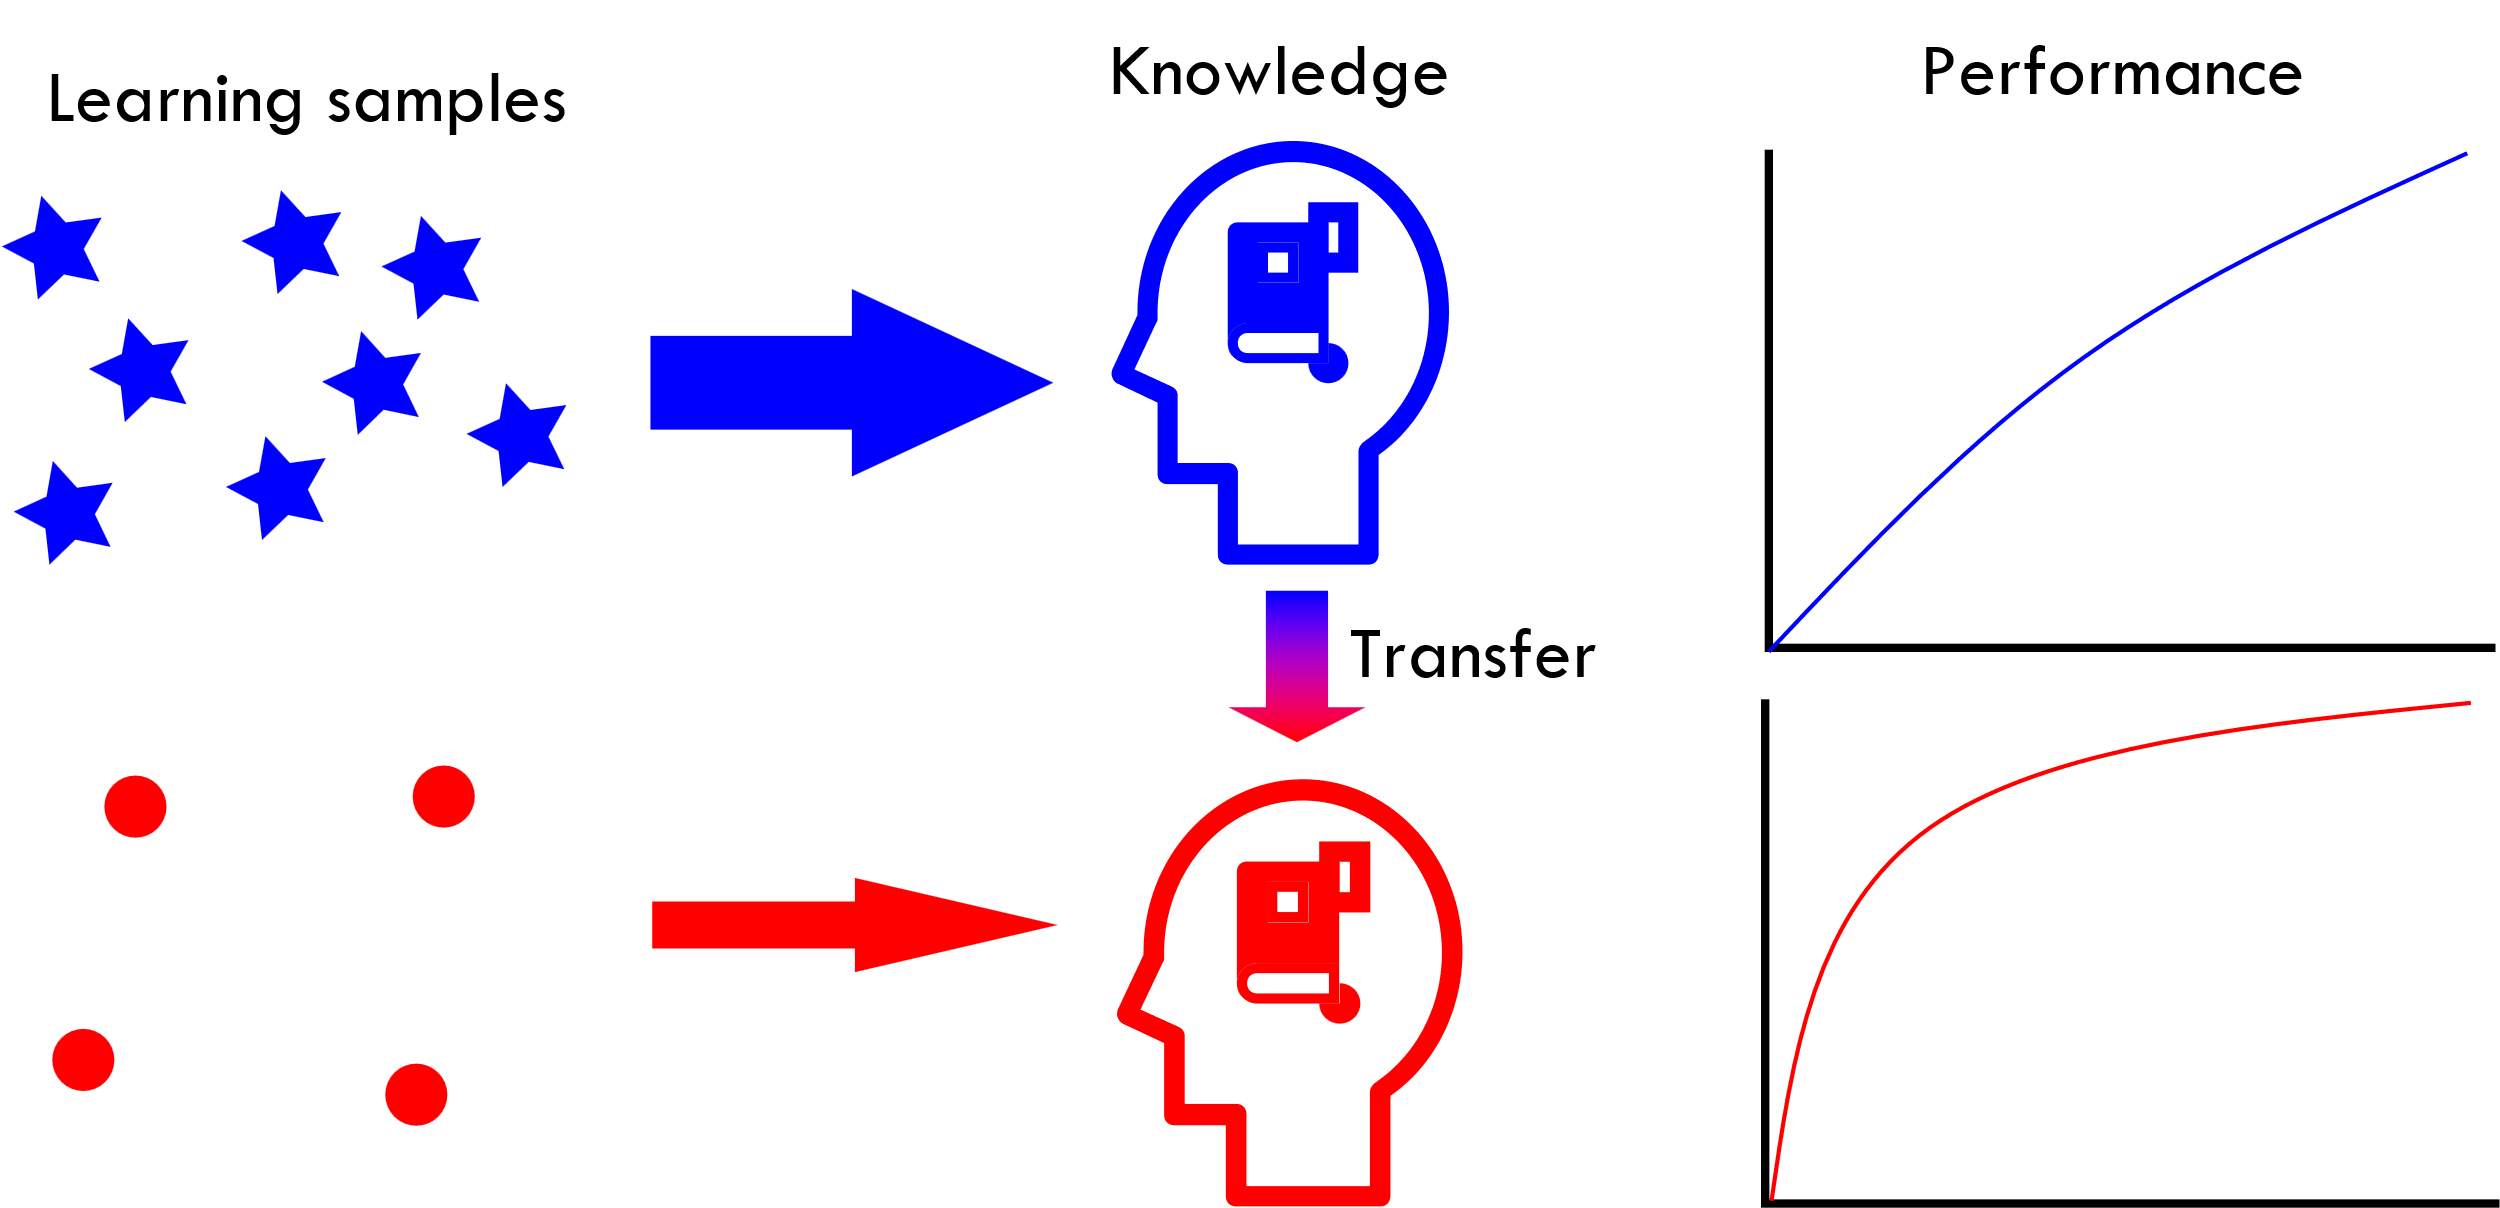 Learning samples
Knowledge
Performance
Transfer